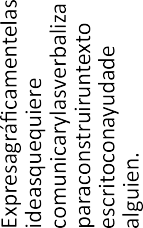 Expresagráficamentelas
ideasquequiere
comunicarylasverbaliza
paraconstruiruntexto
escritoconayudade
alguien.